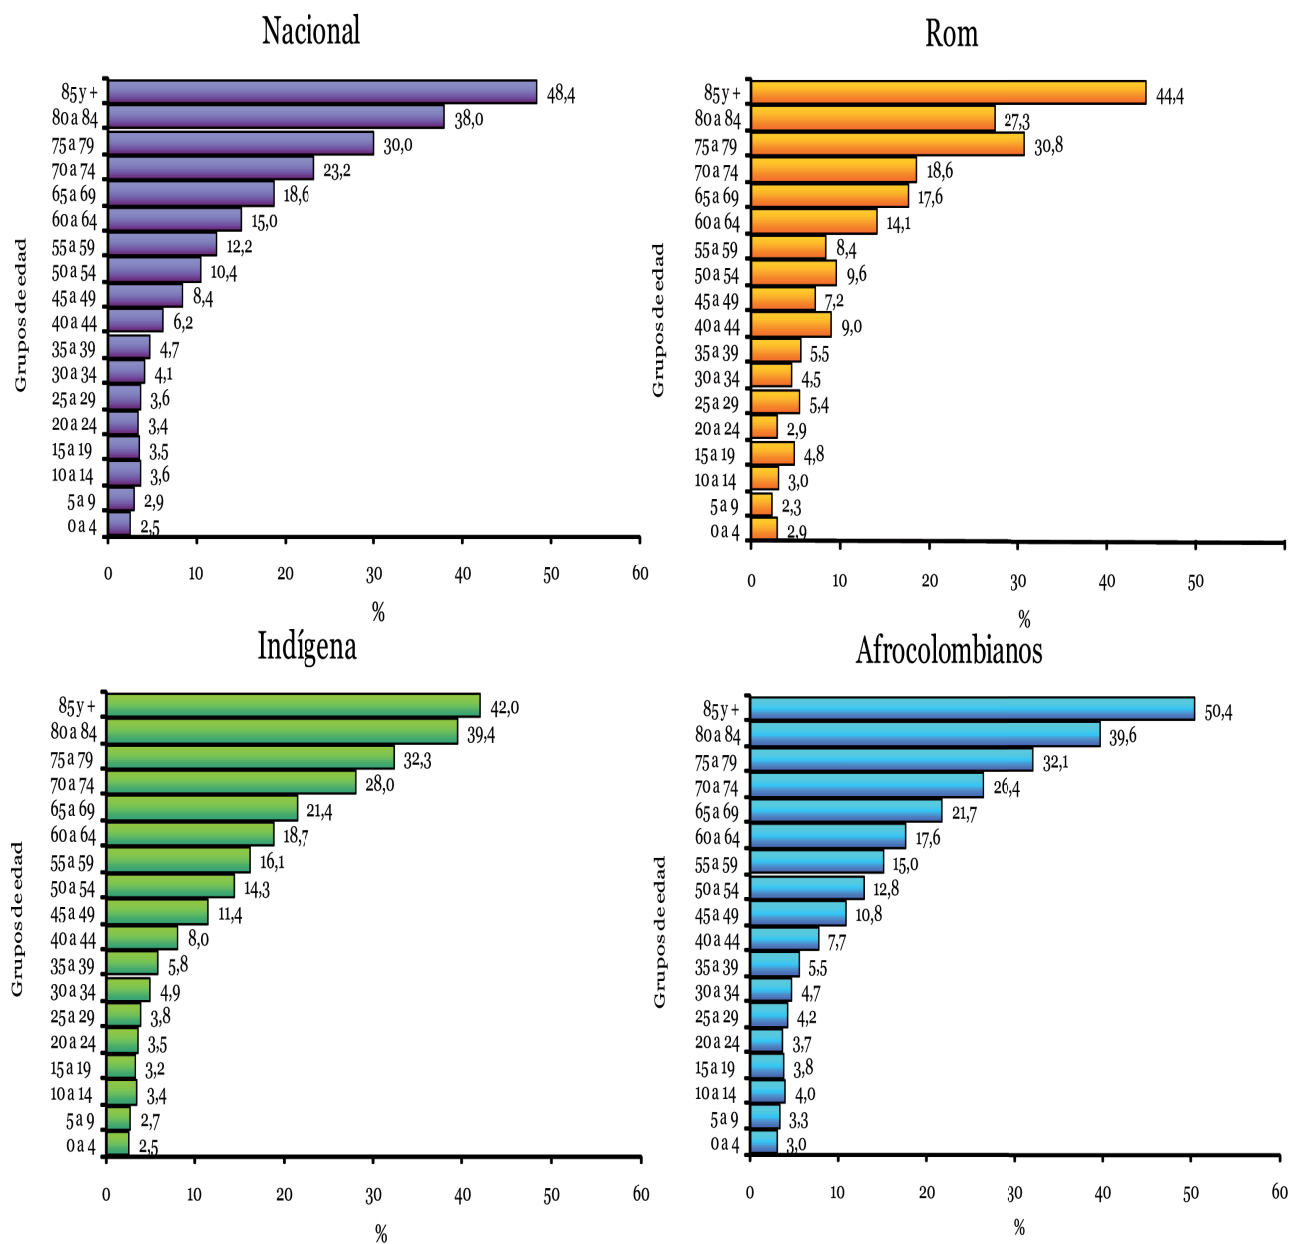 Nacional
Grupos de edad
85 y + 48,4
80 a 84 38,0
75 a 79 30,0
70 a 74 23,2
65 a 69 18,6
60 a 64 15,0
55 a 59 12,2
50 a 54 10,4
45 a 49 8,4
40 a 44 6,2
35 a 39 4,7
30 a 34 4,1
25 a 29 3,6
20 a 24 3,4
15 a 19 3,5
10 a 14 3,6
5 a 9 2,9
0 a 4 2,5
0 10 20 30 40 50 60
%
Rom
Grupos de edad
85 y + 44,4
80 a 84 27,3
75 a 79 30,8
70 a 74 18,6
65 a 69 17,6
60 a 64 14,1
55 a 59 8,4
50 a 54 9,6
45 a 49 7,2
40 a 44 9,0
35 a 39 5,5
30 a 34 4,5
25 a 29 5,4
20 a 24 2,9
15 a 19 4,8
10 a 14 3,0
5 a 9 2,3
0 a 4 2,9
0 10 20 30 40 50
%
Indígena
Grupos de edad
85 y + 42,0
80 a 84 39,4
75 a 79 32,3
70 a 74 28,0
65 a 69 21,4
60 a 64 18,7
55 a 59 16,1
50 a 54 14,3
45 a 49 11,4
40 a 44 8,0
35 a 39 5,8
30 a 34 4,9
25 a 29 3,8
20 a 24 3,5
15 a 19 3,2
10 a 14 3,4
5 a 9 2,7
0 a 4 2,5
0 10 20 30 40 50 60
%
Afrocolombianos
Grupos de edad
85 y + 50,4
80 a 84 39,6
75 a 79 32,1
70 a 74 26,4
65 a 69 21,7
60 a 64 17,6
55 a 59 15,0
50 a 54 12,8
45 a 49 10,8
40 a 44 7,7
35 a 39 5,5
30 a 34 4,7
25 a 29 4,2
20 a 24 3,7
15 a 19 3,8
10 a 14 4,0
5 a 9 3,3
0 a 4 3,0
0 10 20 30 40 50 60
%